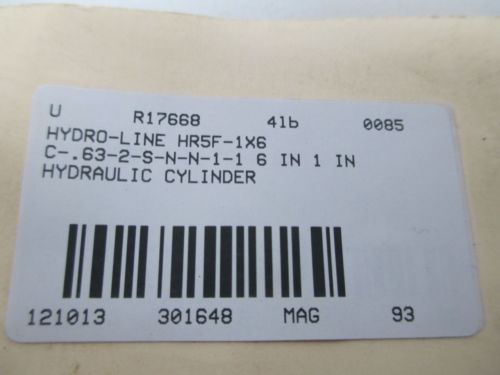 U R17668 4lb 0085
HYDRO-LINE HR5F-1X6
C-.63-2-S-N-N-1-1 6 IN 1 IN
HYDRAULIC CYLINDER
121013 301648 MAG 93